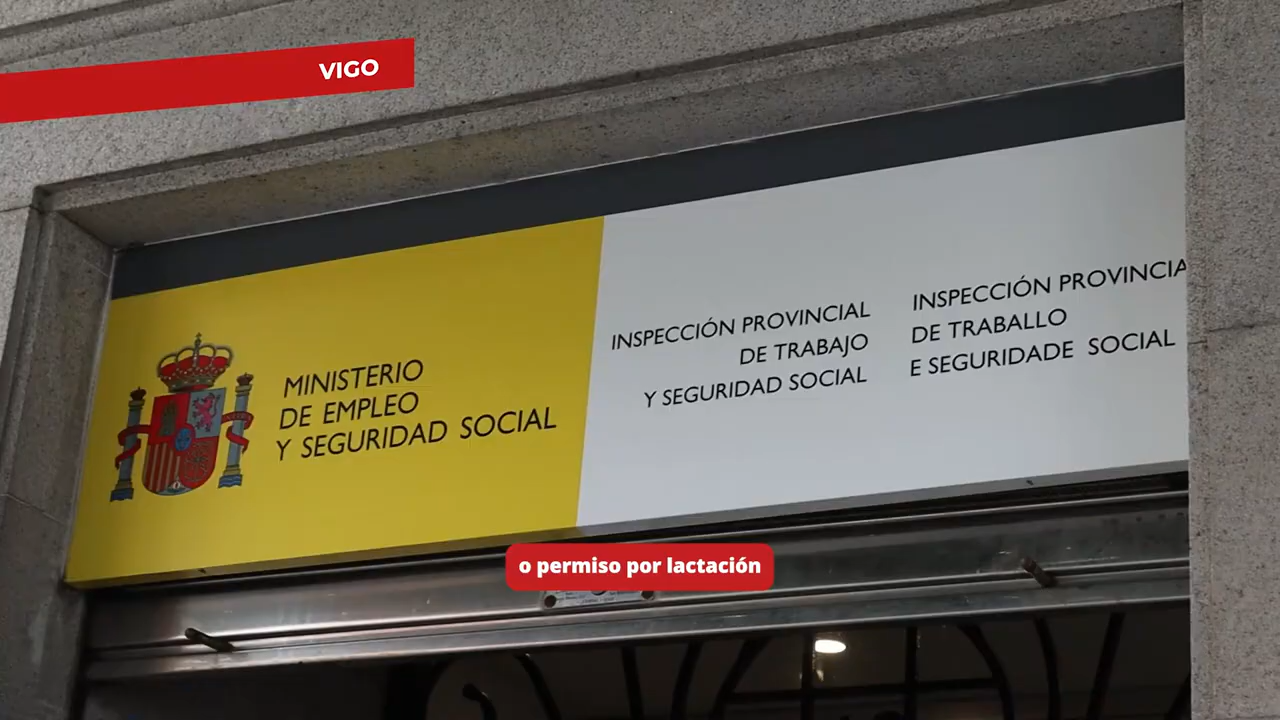 VIGO
MINISTERIO
DE EMPLEO
Y SEGURIDAD SOCIAL
INSPECCIÓN PROVINCIAL
DE TRABAJO
Y SEGURIDAD SOCIAL
INSPECCIÓN PROVINCIA
DE TRABALLO
E SEGURIDADE SOCIAL
o permiso por lactación